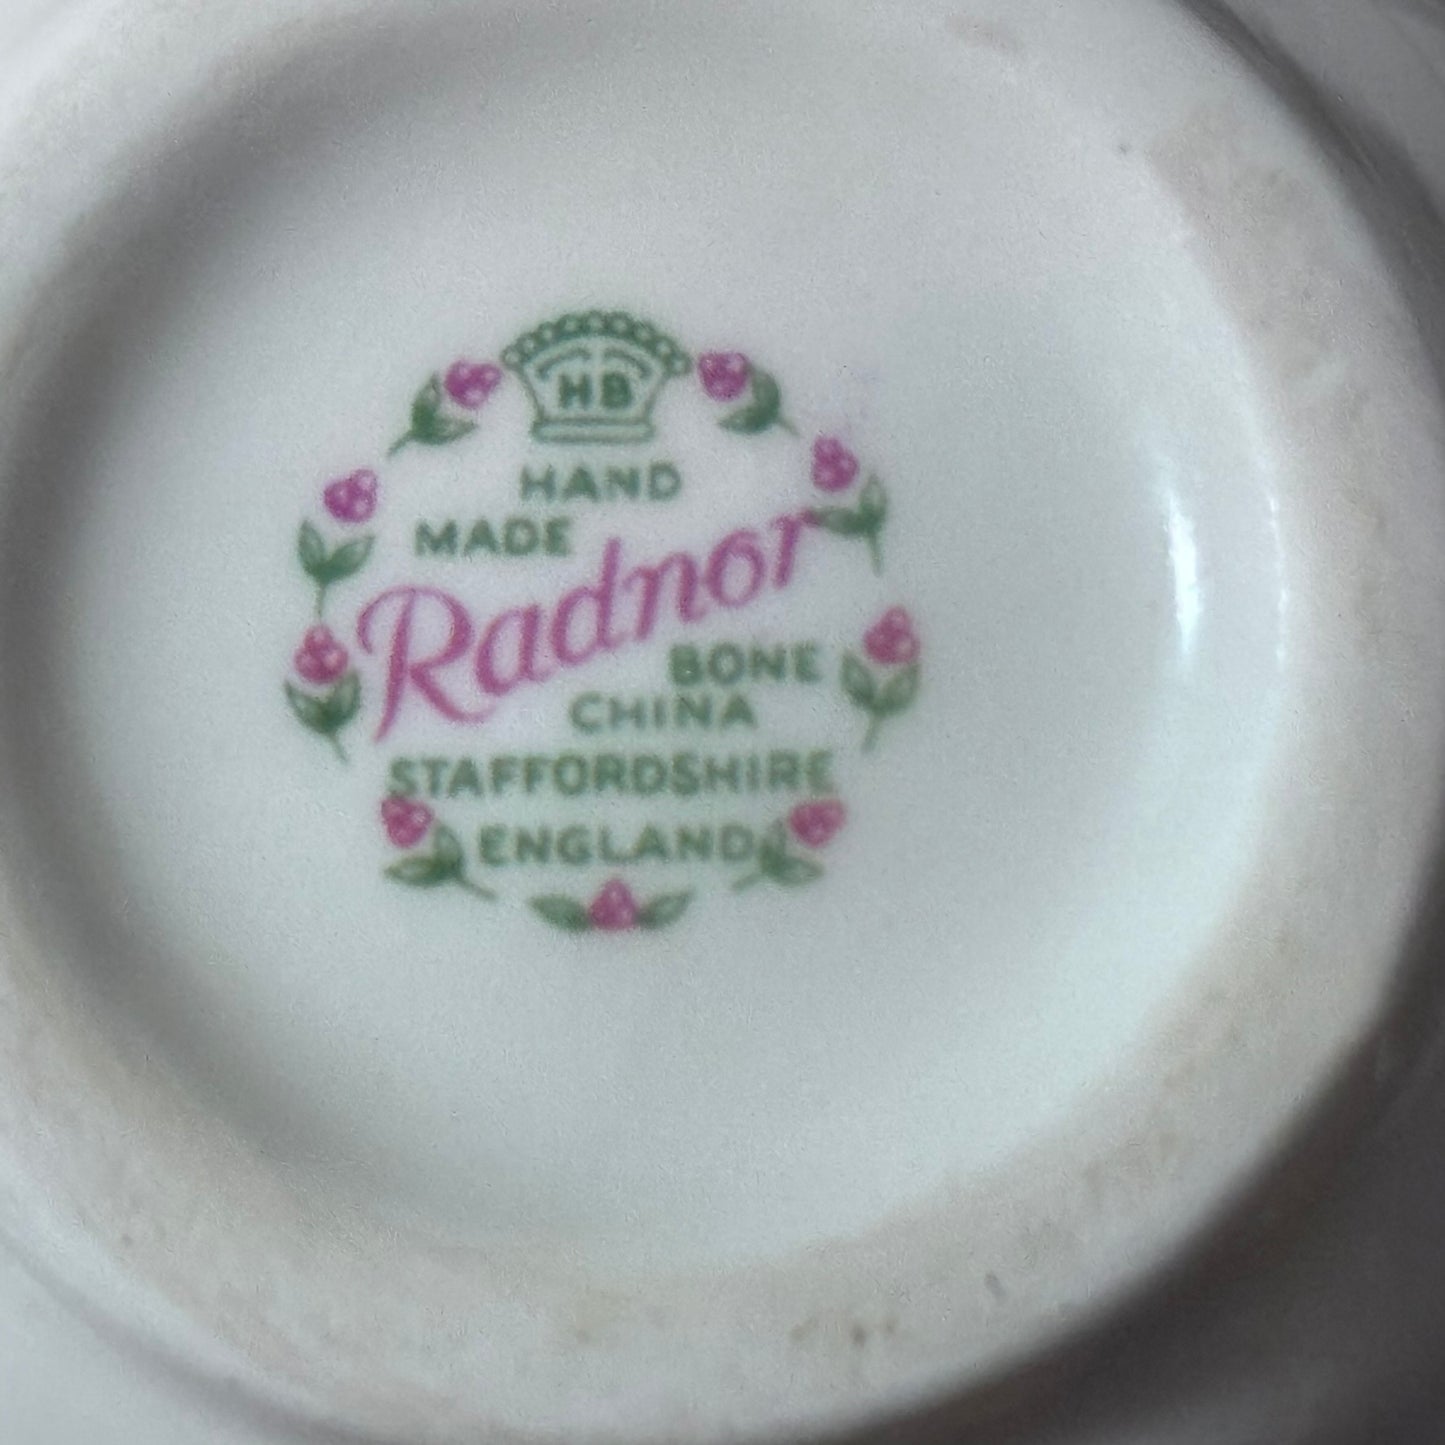 HB
HAND
MADE
Radnor
BONE
CHINA
STAFFORDSHIRE
ENGLAND